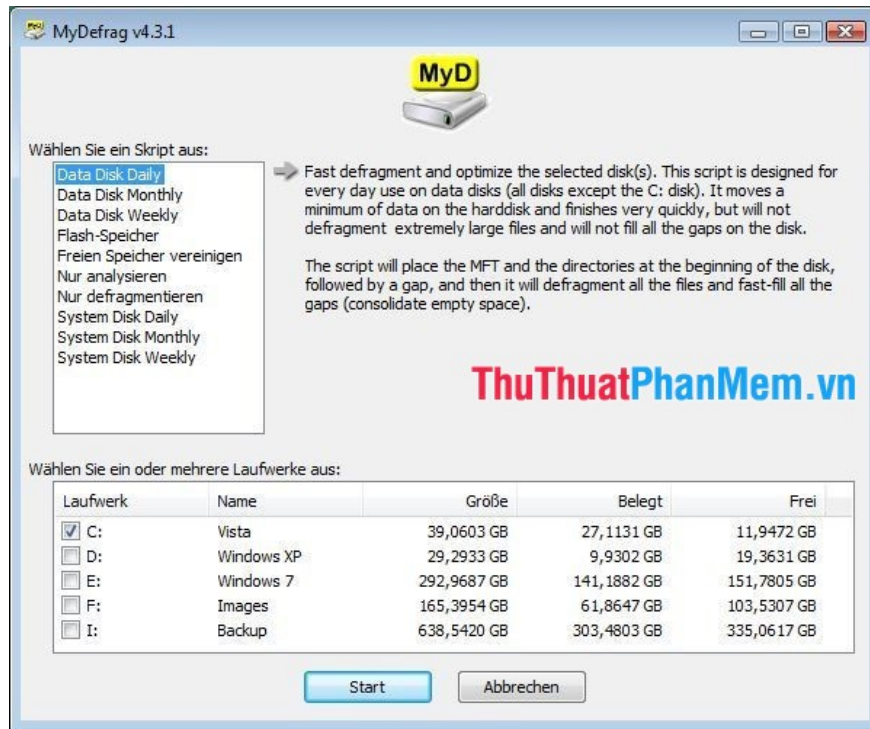 MyDefrag v4.3.1
MyD
Wählen Sie ein Skript aus:
Data Disk Daily
Data Disk Monthly
Data Disk Weekly
Flash-Speicher
Freien Speicher vereinigen
Nur analysieren
Nur defragmentieren
System Disk Daily
System Disk Monthly
System Disk Weekly
Fast defragment and optimize the selected disk(s). This script is designed for
every day use on data disks (all disks except the C: disk). It moves a
minimum of data on the harddisk and finishes very quickly, but will not
defragment extremely large files and will not fill all the gaps on the disk.
The script will place the MFT and the directories at the beginning of the disk,
followed by a gap, and then it will defragment all the files and fast-fill all the
gaps (consolidate empty space).
ThuThuatPhanMem.vn
Wählen Sie ein oder mehrere Laufwerke aus:
Laufwerk Name Größe Belegt Frei
C: Vista 39,0603 GB 27,1131 GB 11,9472 GB
D: Windows XP 29,2933 GB 9,9302 GB 19,3631 GB
E: Windows 7 292,9687 GB 141,1882 GB 151,7805 GB
F: Images 165,3954 GB 61,8647 GB 103,5307 GB
I: Backup 638,5420 GB 303,4803 GB 335,0617 GB
Start Abbrechen